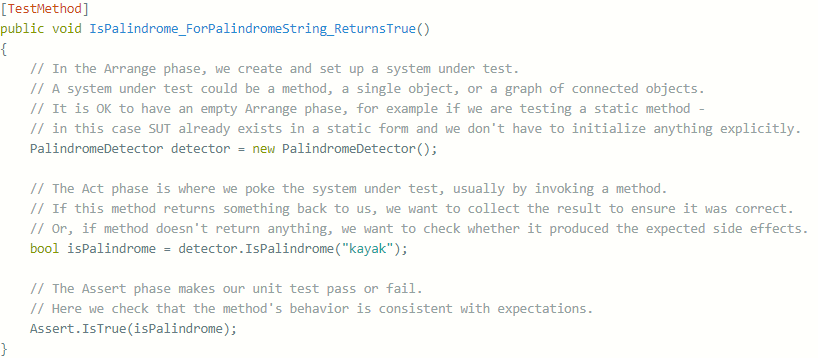 [TestMethod]
public void IsPalindrome_ForPalindromeString_ReturnsTrue()
{
    // In the Arrange phase, we create and set up a system under test.
    // A system under test could be a method, a single object, or a graph of connected objects.
    // It is OK to have an empty Arrange phase, for example if we are testing a static method -
    // in this case SUT already exists in a static form and we don't have to initialize anything explicitly.
    PalindromeDetector detector = new PalindromeDetector();

    // The Act phase is where we poke the system under test, usually by invoking a method.
    // If this method returns something back to us, we want to collect the result to ensure it was correct.
    // Or, if method doesn't return anything, we want to check whether it produced the expected side effects.
    bool isPalindrome = detector.IsPalindrome("kayak");

    // The Assert phase makes our unit test pass or fail.
    // Here we check that the method's behavior is consistent with expectations.
    Assert.IsTrue(isPalindrome);
}